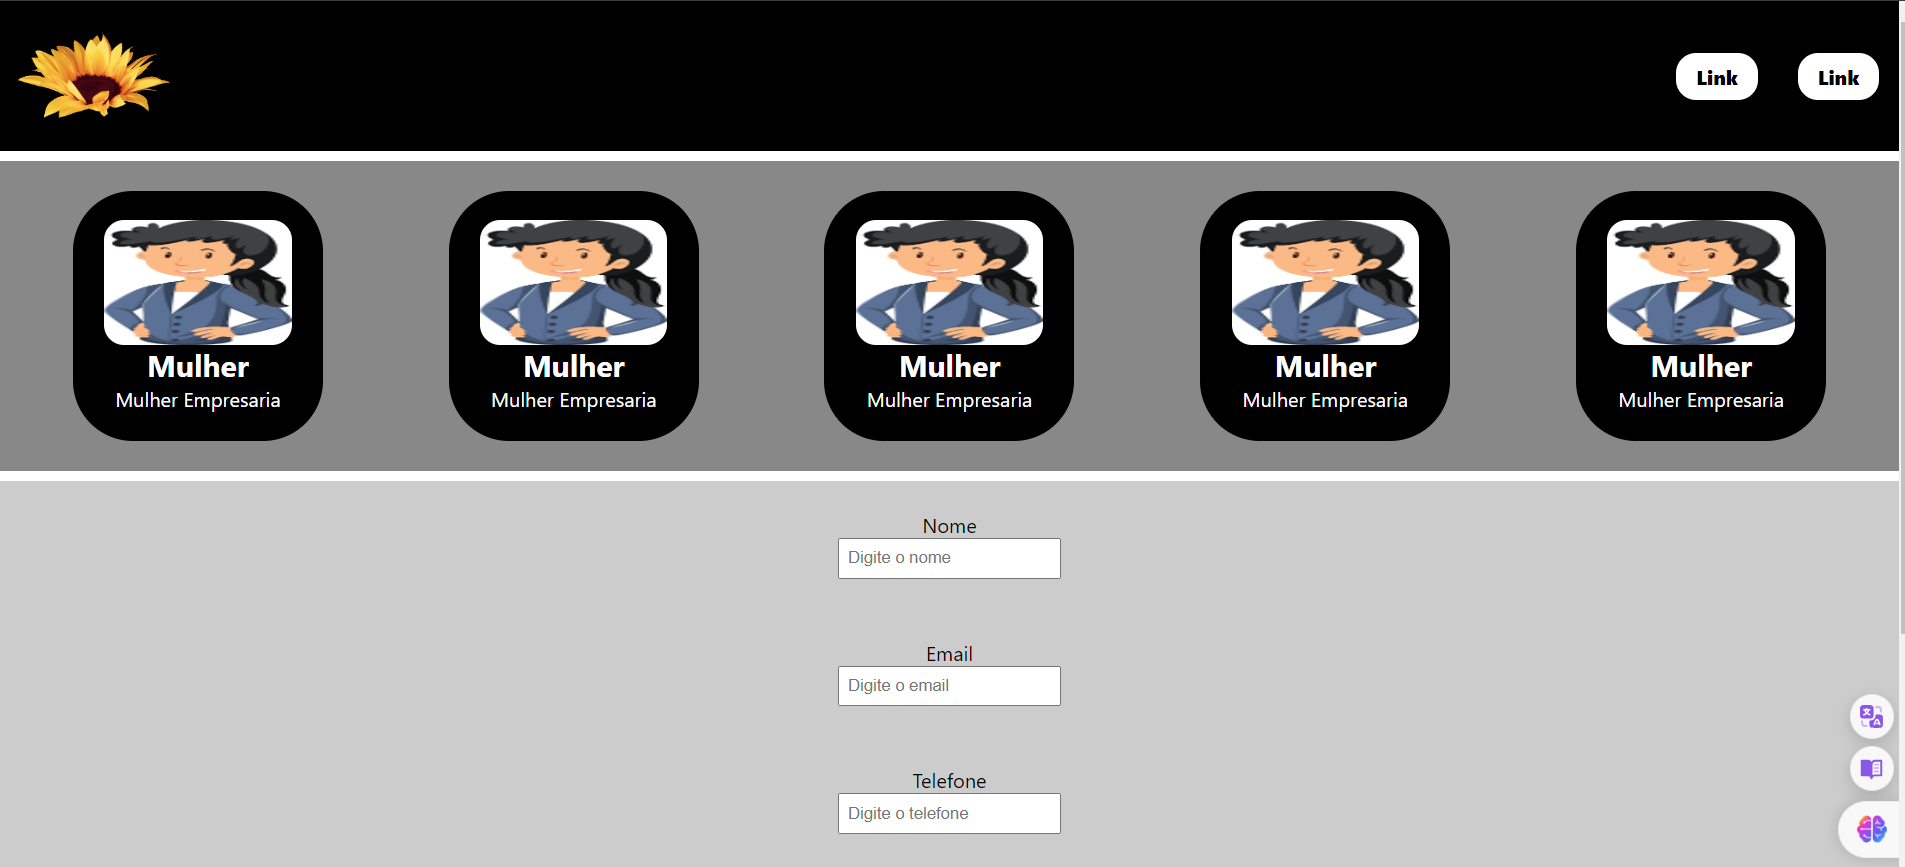 Link Link
Mulher Mulher Mulher Mulher Mulher
Mulher Empresaria Mulher Empresaria Mulher Empresaria Mulher Empresaria Mulher Empresaria
Nome
Digite o nome
Email
Digite o email
Telefone
Digite o telefone